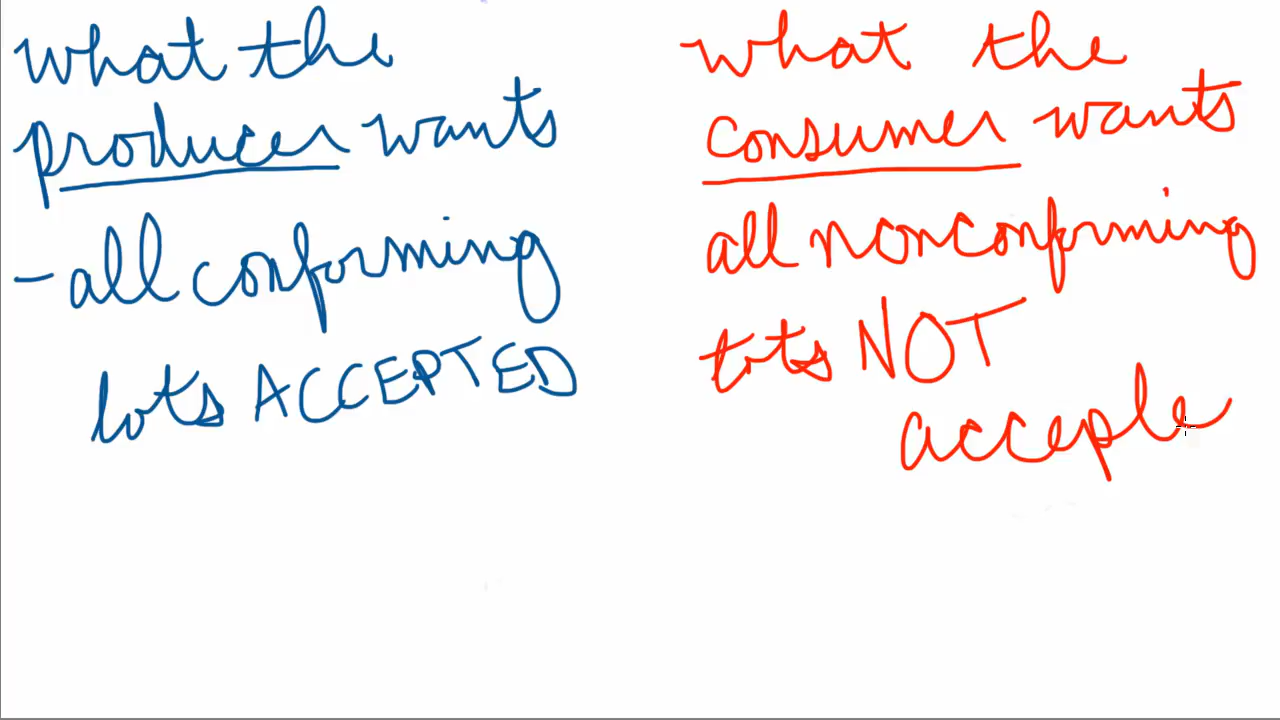 what the
producer wants
- all conforming
lots ACCEPTED
what the
consumer wants
all nonconforming
lots NOT
accepte